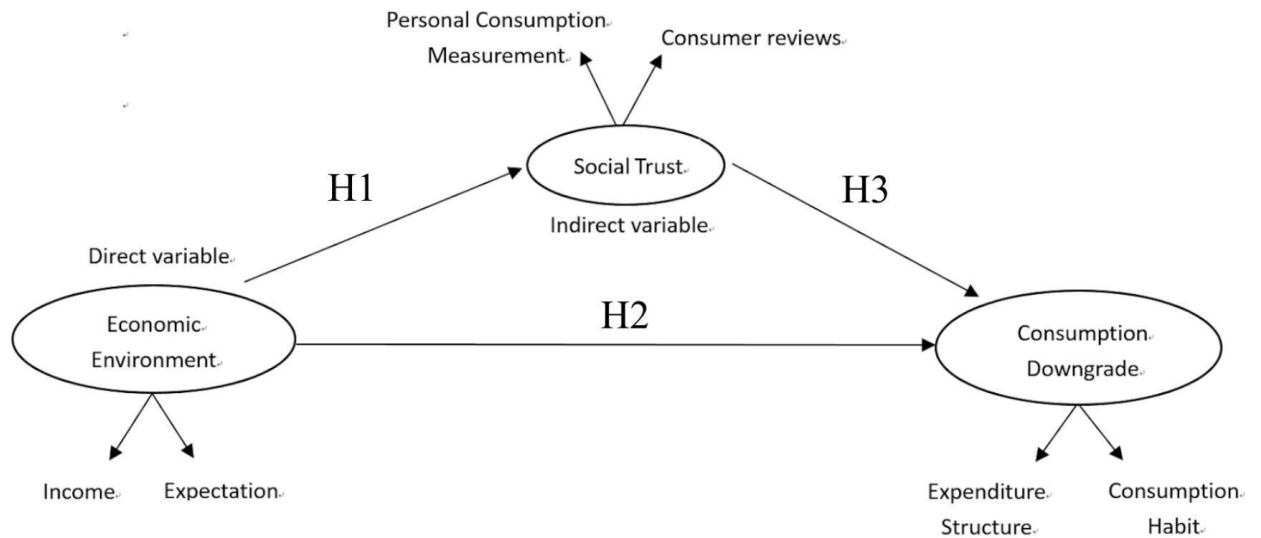 Personal Consumption
Measurement
Consumer reviews
Social Trust
H1
H3
Indirect variable
Direct variable
H2
Economic
Environment
Consumption
Downgrade
Income
Expectation
Expenditure
Structure
Consumption
Habit